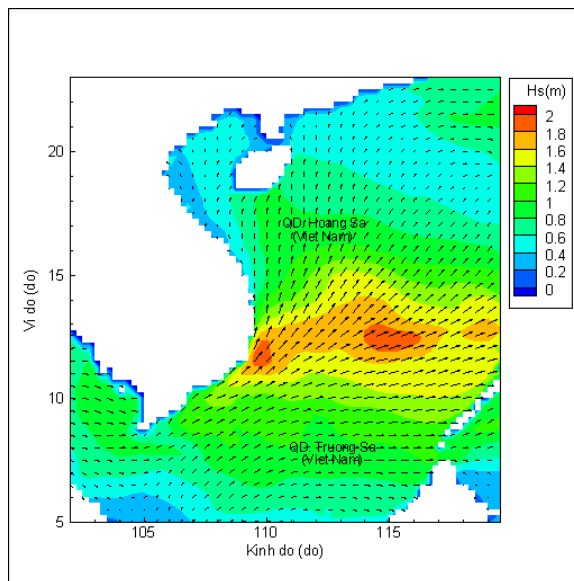 Hs(m)
2
1.8
1.6
1.4
1.2
1
0.8
0.6
0.4
0.2
0
20
15
10
5
Vi do (do)
QD. Hoang Sa
(Viet Nam)
QD. Truong Sa
(Viet Nam)
105
110
115
Kinh do (do)